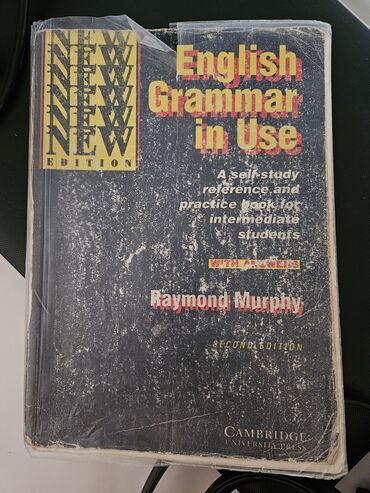 NEW
NEW
NEW
NEW
NEW
EDITION
English
Grammar
in Use
A self-study
reference and
practice book for
intermediate
students
WITH ANSWERS
Raymond Murphy
SECOND EDITION
CAMBRIDGE
UNIVERSITY PRESS